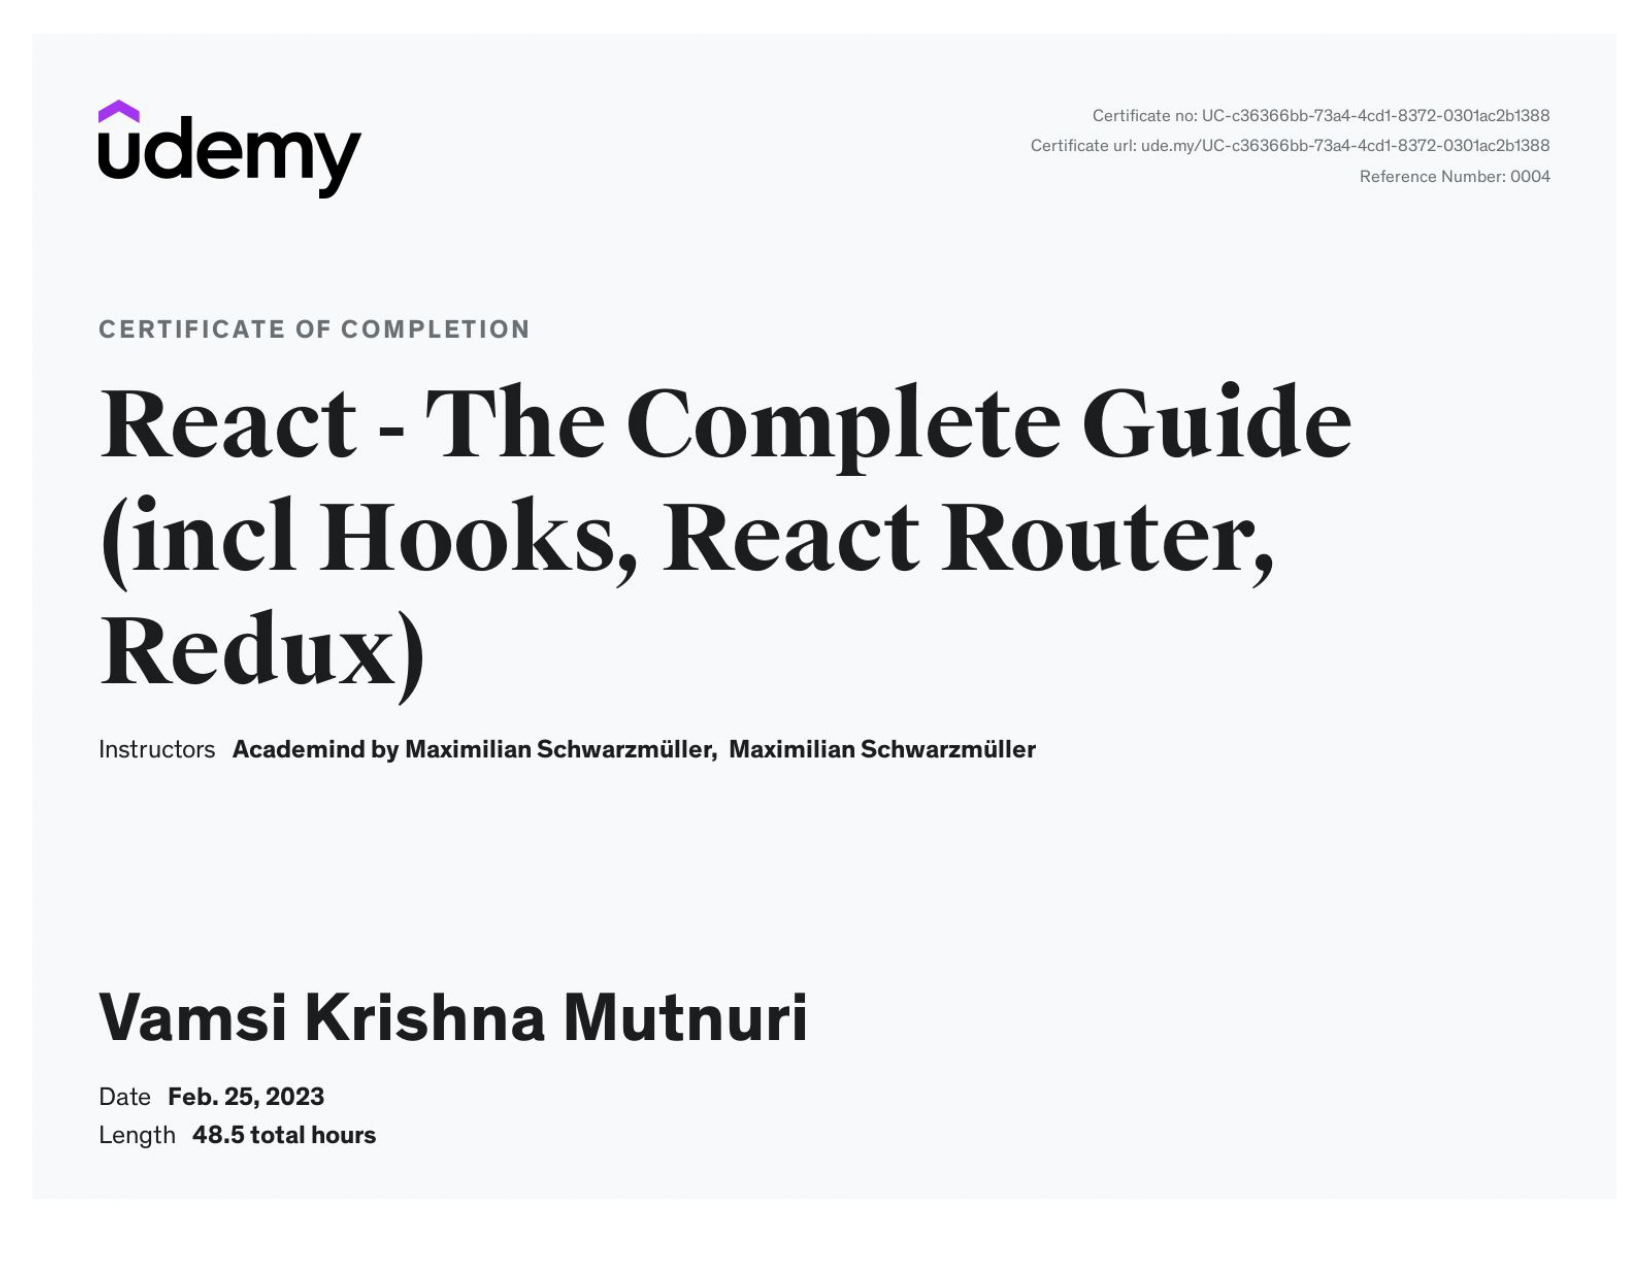 udemy
Certificate no: UC-c36366bb-73a4-4cd1-8372-0301ac2b1388
Certificate url: ude.my/UC-c36366bb-73a4-4cd1-8372-0301ac2b1388
Reference Number: 0004
CERTIFICATE OF COMPLETION
React - The Complete Guide
(incl Hooks, React Router,
Redux)
Instructors Academind by Maximilian Schwarzmüller, Maximilian Schwarzmüller
Vamsi Krishna Mutnuri
Date Feb. 25, 2023
Length 48.5 total hours